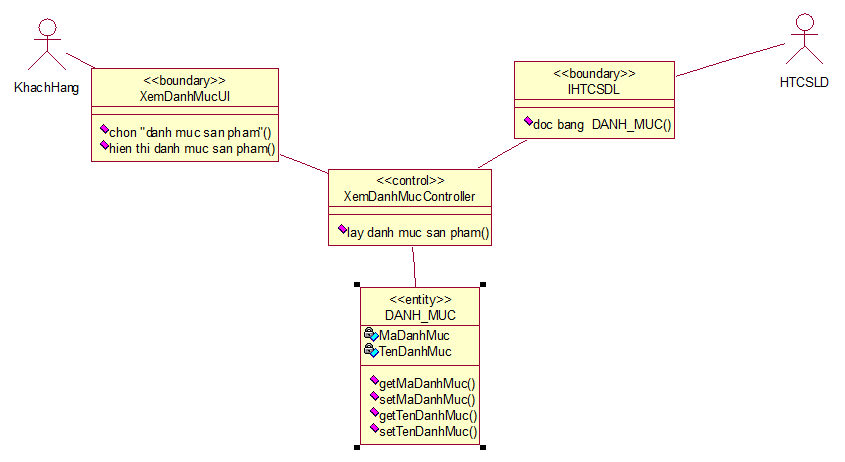 KhachHang
<<boundary>>
XemDanhMucUI
chon "danh muc san pham"()
hien thi danh muc san pham()
<<boundary>>
IHTCSDL
doc bang DANH_MUC()
HTCSLD
<<control>>
XemDanhMucController
lay danh muc san pham()
<<entity>>
DANH_MUC
MaDanhMuc
TenDanhMuc
getMaDanhMuc()
setMaDanhMuc()
getTenDanhMuc()
setTenDanhMuc()